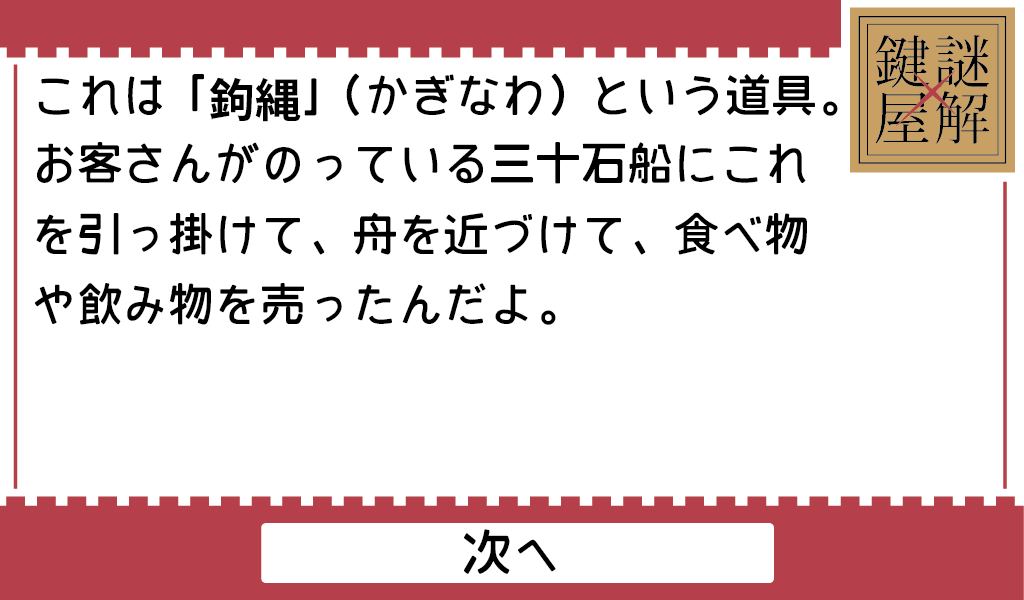 これは「鉤縄」（かぎなわ）という道具。
お客さんがのっている三十石船にこれ
を引っ掛けて、舟を近づけて、食べ物
や飲み物を売ったんだよ。
謎解
×
鍵屋
次へ